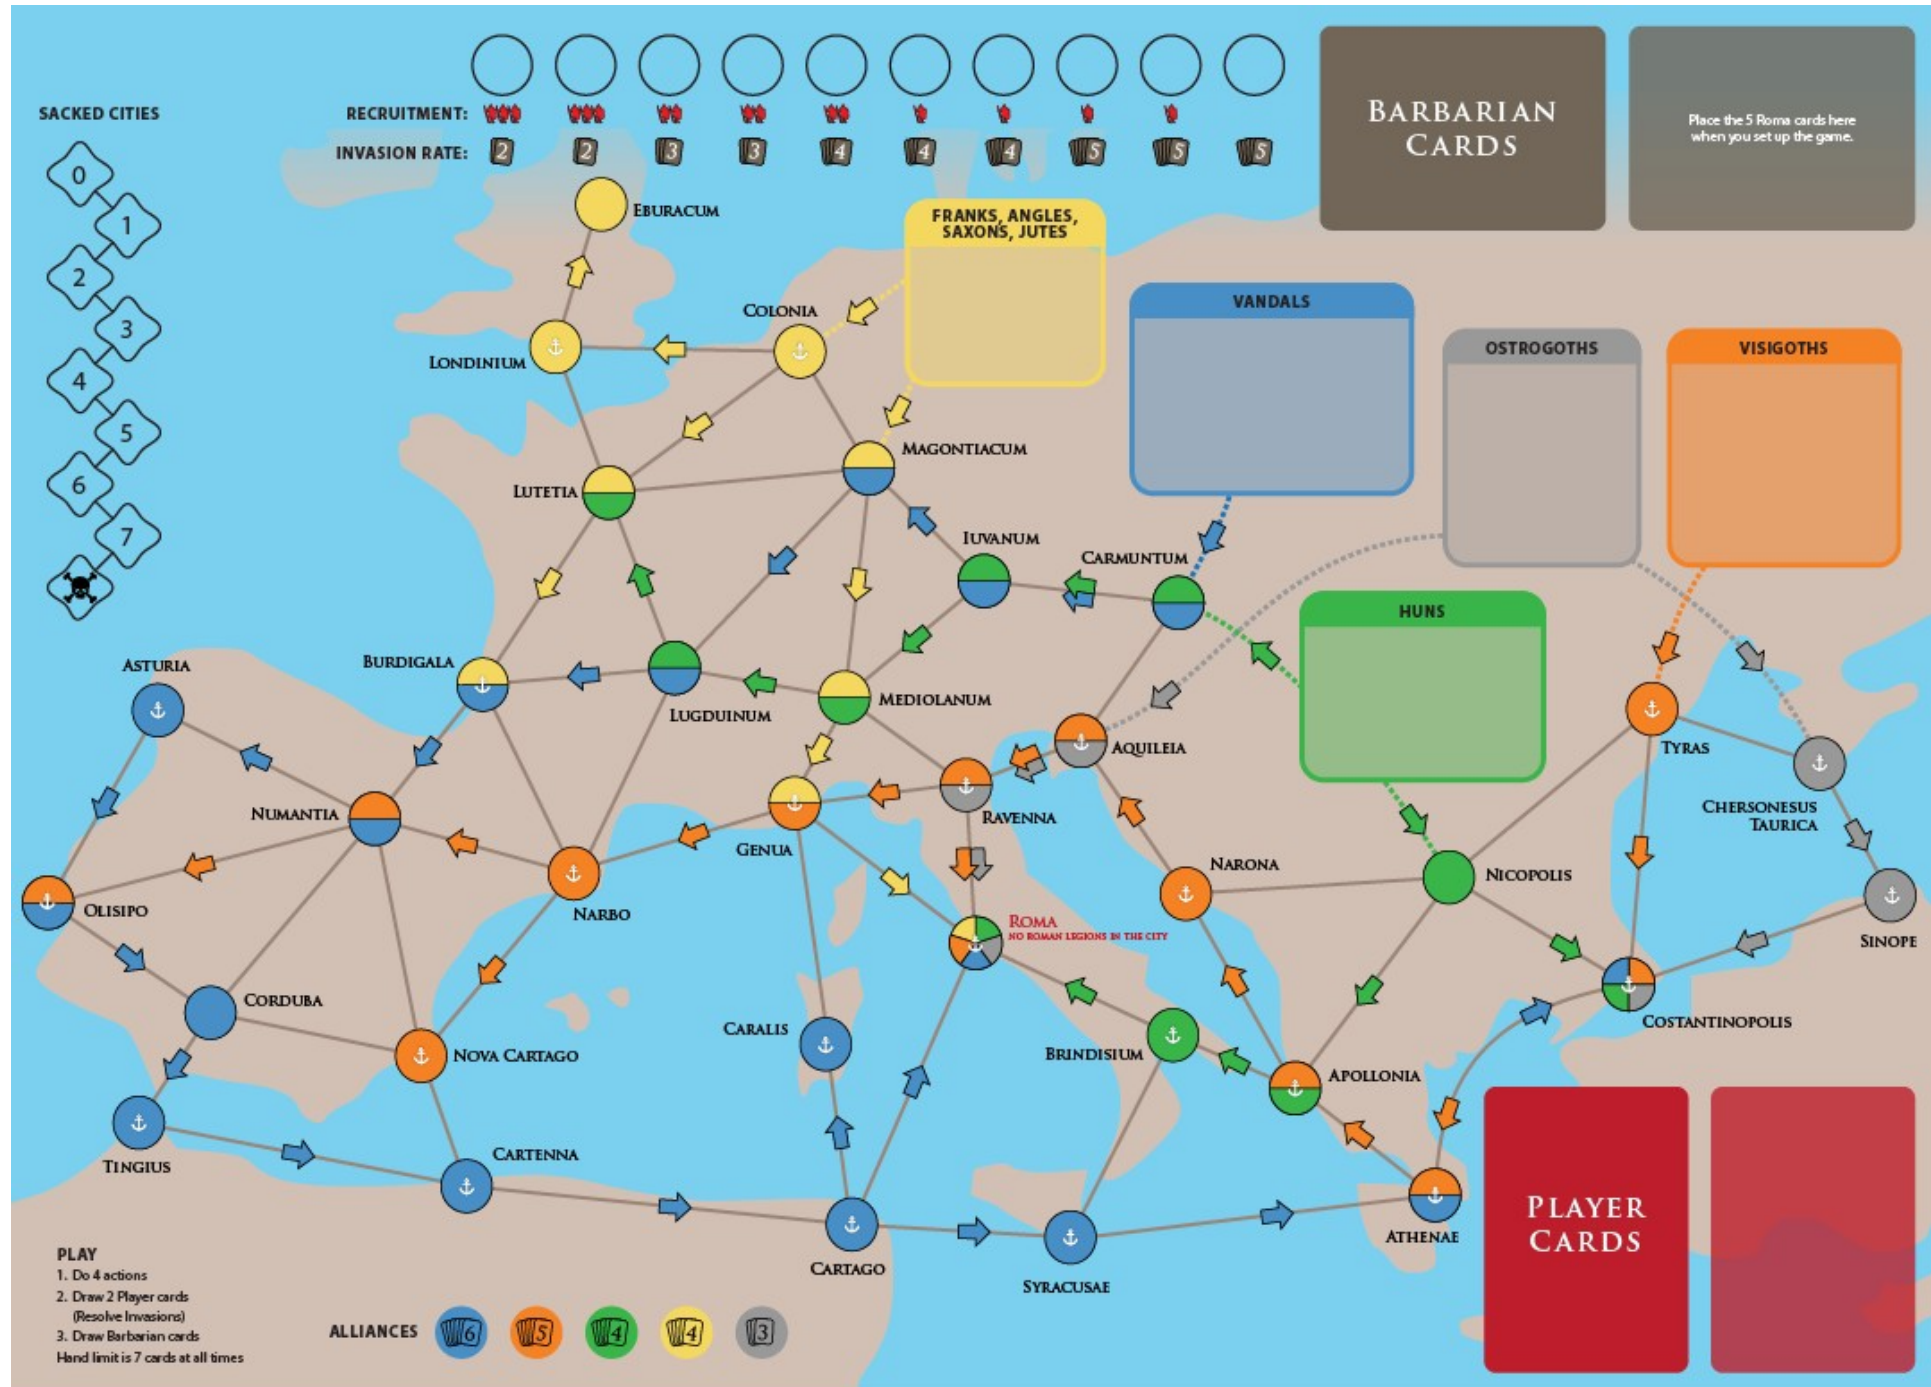 SACKED CITIES
0
1
2
3
4
5
6
7
RECRUITMENT:
INVASION RATE:
2
2
3
3
4
4
4
5
5
5
BARBARIAN
CARDS
Place the 5 Roma cards here
when you set up the game.
EBURACUM
FRANKS, ANGLES,
SAXONS, JUTES
VANDALS
OSTROGOTHS
VISIGOTHS
HUNS
COLONIA
LONDINIUM
MAGONTIACUM
LUTETIA
IUVANUM
CARMUNTUM
ASTURIA
BURDIGALA
LUGDUINUM
MEDIOLANUM
AQUILEIA
TYRAS
CHERSONESUS
TAURICA
NUMANTIA
RAVENNA
GENUA
NARONA
NICOPOLIS
OLISIPO
NARBO
ROMA
NO ROMAN LEGIONS IN THE CITY
SINOPE
CORDUBA
CARALIS
COSTANTINOPOLIS
NOVA CARTAGO
BRINDISIUM
APOLLONIA
TINGIUS
CARTENNA
CARTAGO
SYRACUSAE
ATHENAE
PLAYER
CARDS
PLAY
1. Do 4 actions
2. Draw 2 Player cards
(Resolve Invasions)
3. Draw Barbarian cards
Hand limit is 7 cards at all times
ALLIANCES
6
5
4
4
3